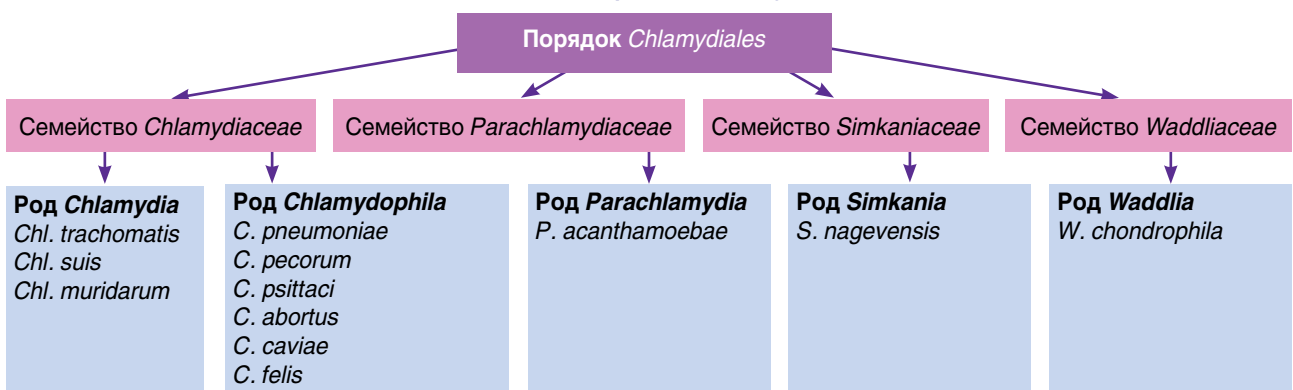 Порядок Chlamydiales
Семейство Chlamydiaceae
Семейство Parachlamydiaceae
Семейство Simkaniaceae
Семейство Waddliaceae
Род Chlamydia
Chl. trachomatis
Chl. suis
Chl. muridarum
Род Chlamydophila
C. pneumoniae
C. pecorum
C. psittaci
C. abortus
C. caviae
C. felis
Род Parachlamydia
P. acanthamoebae
Род Simkania
S. nagevensis
Род Waddlia
W. chondrophila